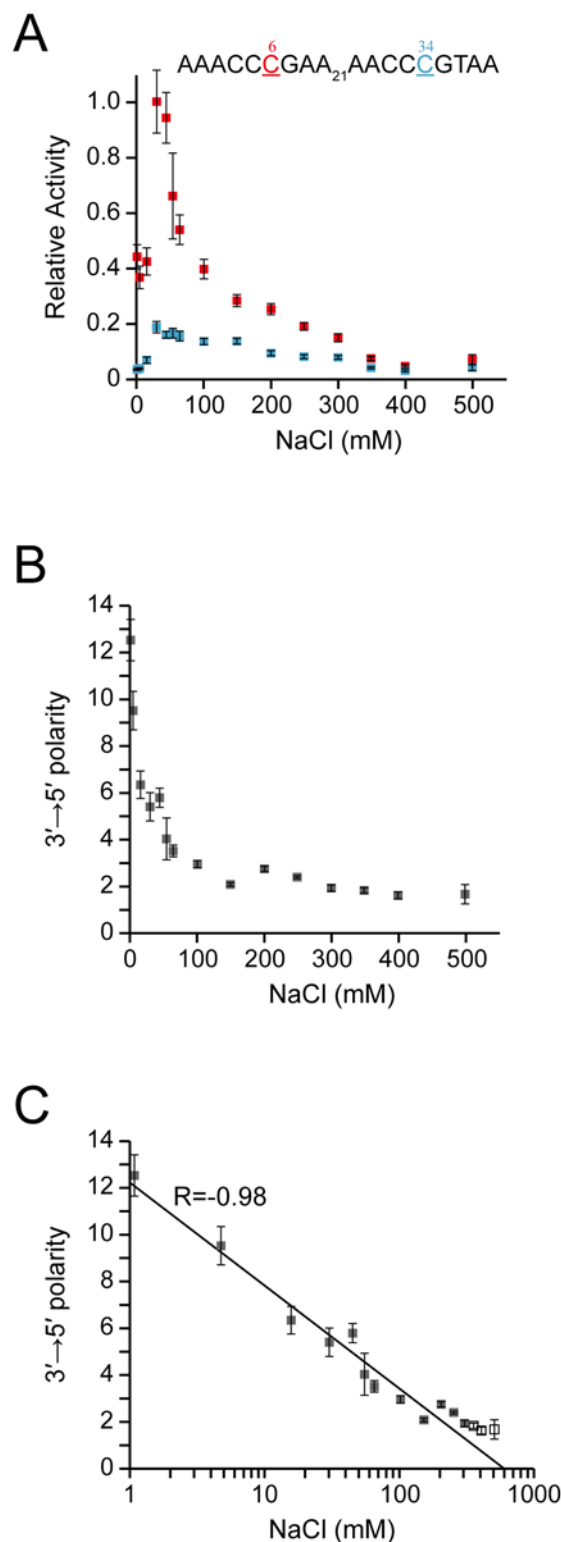 A
6 34
AAACCCGAA21AACCCGTAA
Relative Activity
1.0
0.8
0.6
0.4
0.2
0
0 100 200 300 400 500
NaCl (mM)
B
3′→5′ polarity
14
12
10
8
6
4
2
0
0 100 200 300 400 500
NaCl (mM)
C
3′→5′ polarity
14
12
10
8
6
4
2
0
R=-0.98
1 10 100 1000
NaCl (mM)